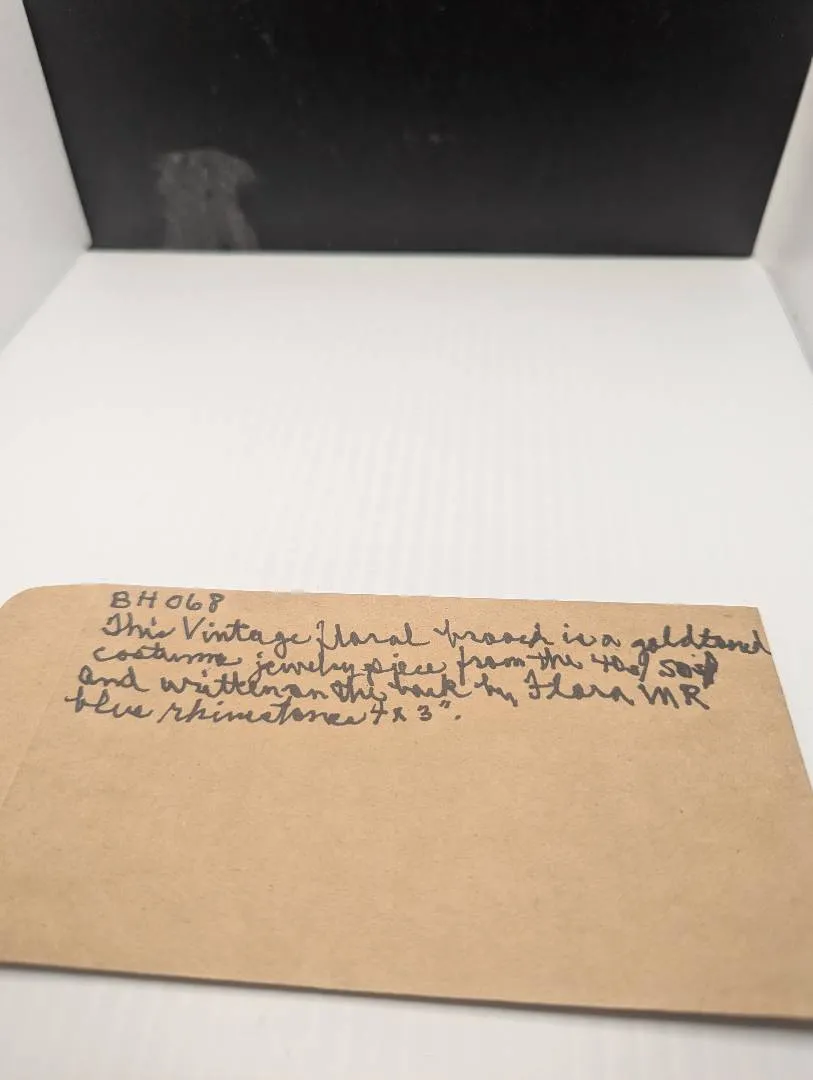 BH068
This Vintage floral brooch is a goldtoned
costume jewelry piece from the 40s/50s
and written on the back by Flora MR
blue rhinestones 4 x 3".